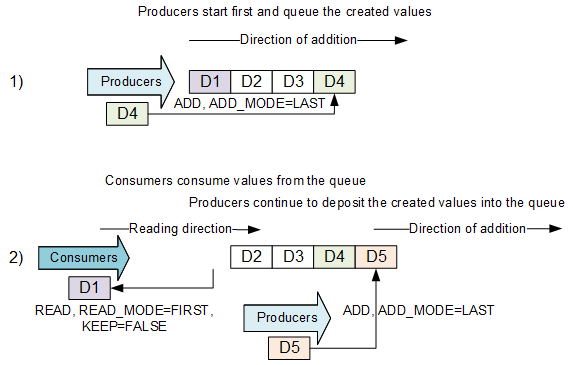 Producers start first and queue the created values
Direction of addition
1)
Producers
D1 D2 D3 D4
D4
ADD, ADD_MODE=LAST
Consumers consume values from the queue
Producers continue to deposit the created values into the queue
Reading direction
Direction of addition
2)
Consumers
D2 D3 D4 D5
D1
READ, READ_MODE=FIRST,
KEEP=FALSE
Producers
ADD, ADD_MODE=LAST
D5